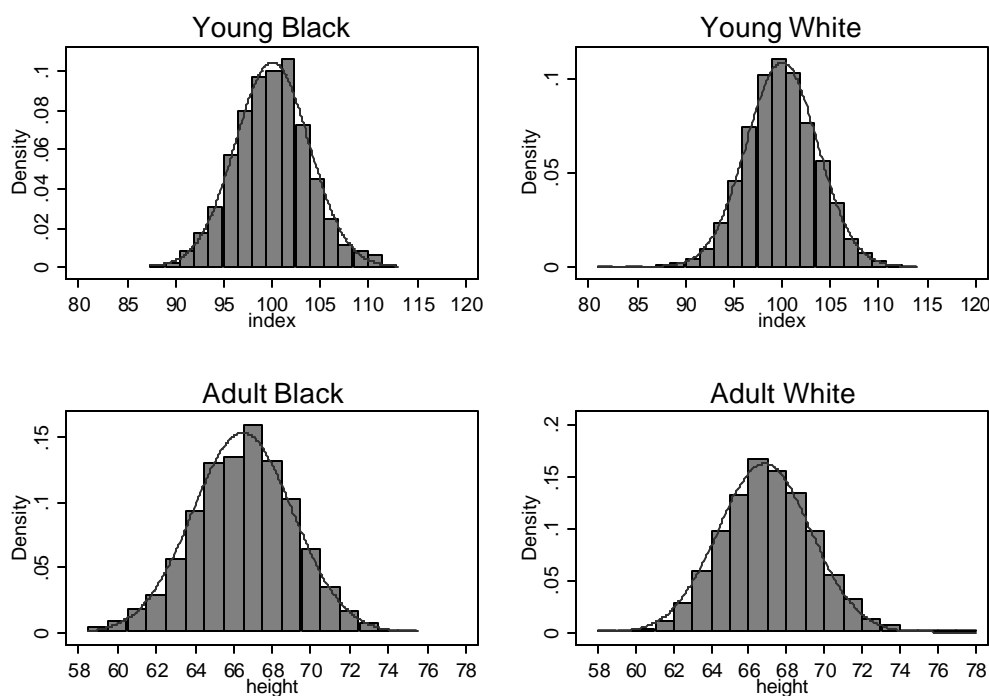 Young Black
Density
0 .02 .04 .06 .08 .1
80 85 90 95 100 105 110 115 120
index
Young White
Density
0 .05 .1
80 85 90 95 100 105 110 115 120
index
Adult Black
Density
0 .05 .1 .15
58 60 62 64 66 68 70 72 74 76 78
height
Adult White
Density
0 .05 .1 .15 .2
58 60 62 64 66 68 70 72 74 76 78
height